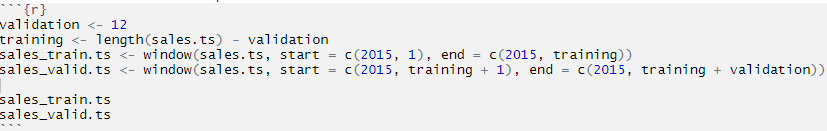 ```{r}
validation <- 12
training <- length(sales.ts) - validation
sales_train.ts <- window(sales.ts, start = c(2015, 1), end = c(2015, training))
sales_valid.ts <- window(sales.ts, start = c(2015, training + 1), end = c(2015, training + validation))
sales_train.ts
sales_valid.ts
```